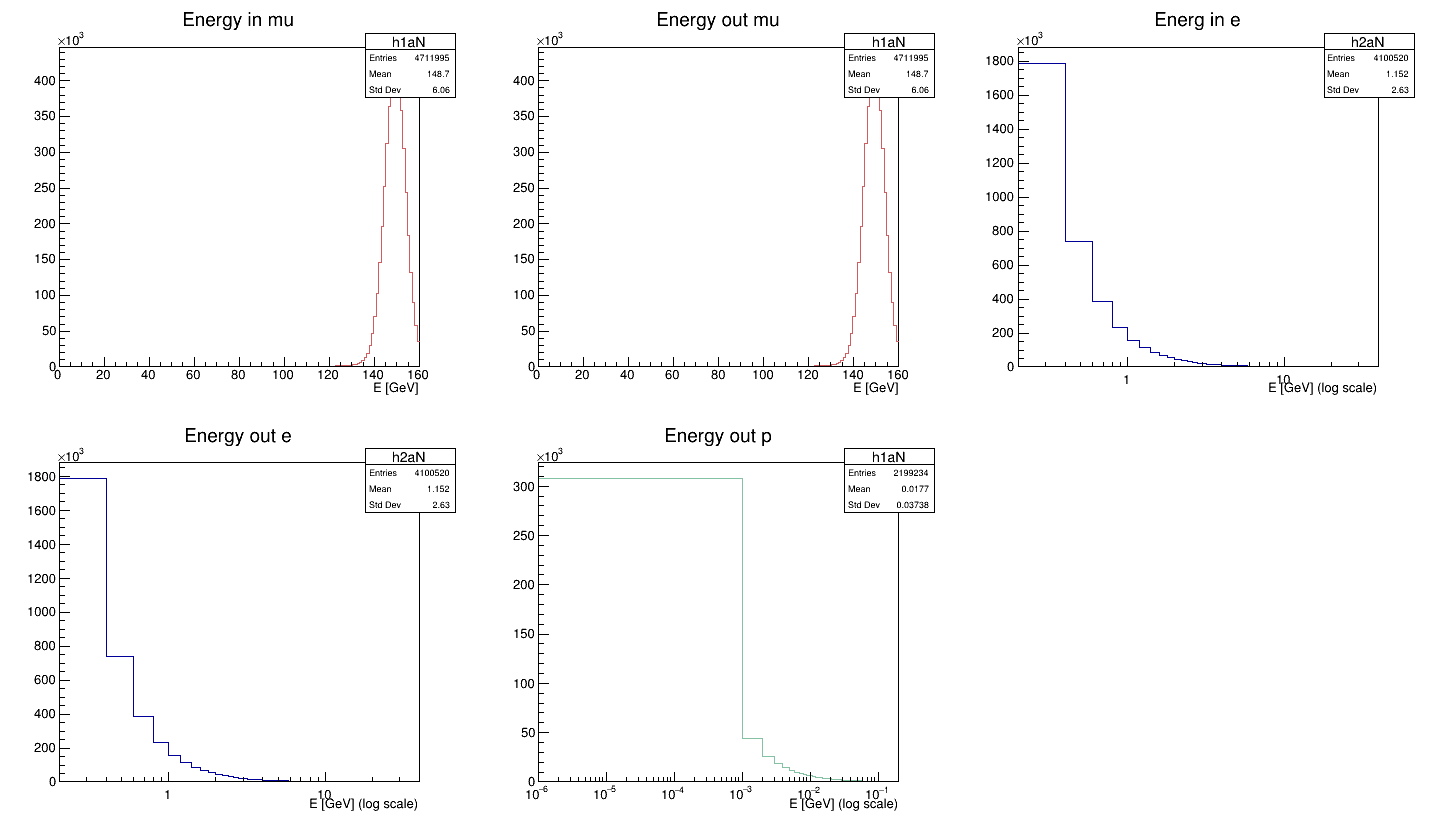 Energy in mu
×10³
400
350
300
250
200
150
100
50
0
0 20 40 60 80 100 120 140 160
E [GeV]
h1aN
Entries 4711995
Mean 148.7
Std Dev 6.06
Energy out mu
×10³
400
350
300
250
200
150
100
50
0
0 20 40 60 80 100 120 140 160
E [GeV]
h1aN
Entries 4711995
Mean 148.7
Std Dev 6.06
Energ in e
×10³
1800
1600
1400
1200
1000
800
600
400
200
0
1 10
E [GeV] (log scale)
h2aN
Entries 4100520
Mean 1.152
Std Dev 2.63
Energy out e
×10³
1800
1600
1400
1200
1000
800
600
400
200
0
1 10
E [GeV] (log scale)
h2aN
Entries 4100520
Mean 1.152
Std Dev 2.63
Energy out p
×10³
300
250
200
150
100
50
0
10⁻⁶ 10⁻⁵ 10⁻⁴ 10⁻³ 10⁻² 10⁻¹
E [GeV] (log scale)
h1aN
Entries 2199234
Mean 0.0177
Std Dev 0.03738